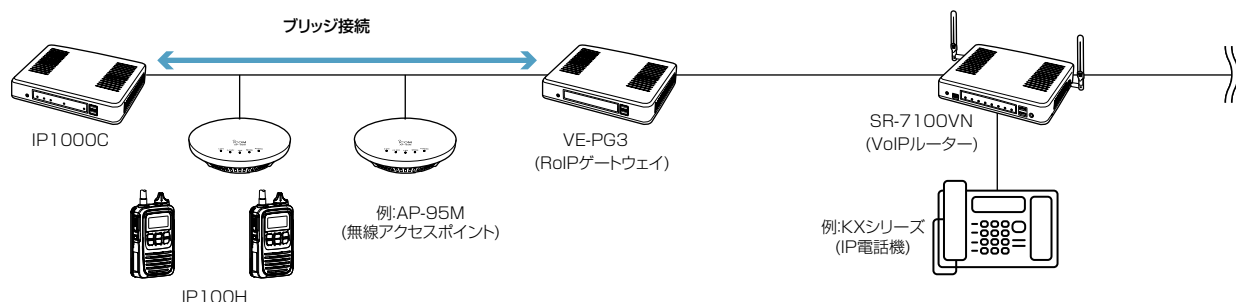 ブリッジ接続
IP1000C
VE-PG3
(RoIPゲートウェイ)
SR-7100VN
(VoIPルーター)
例:AP-95M
(無線アクセスポイント)
例:KXシリーズ
(IP電話機)
IP100H